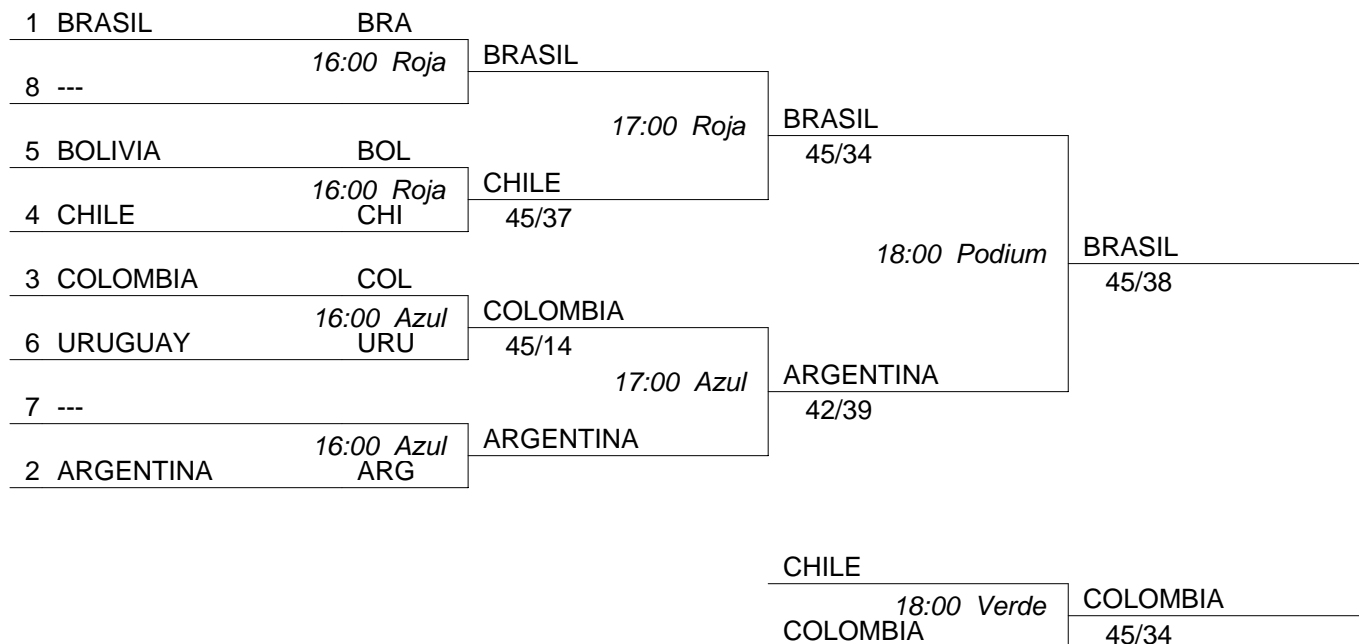 1 BRASIL BRA
16:00 Roja BRASIL
8 ---
17:00 Roja BRASIL
45/34
5 BOLIVIA BOL
16:00 Roja CHILE
4 CHILE CHI 45/37
18:00 Podium BRASIL
45/38
3 COLOMBIA COL
16:00 Azul COLOMBIA
6 URUGUAY URU 45/14
17:00 Azul ARGENTINA
42/39
7 ---
16:00 Azul ARGENTINA
2 ARGENTINA ARG
CHILE
18:00 Verde COLOMBIA
COLOMBIA 45/34